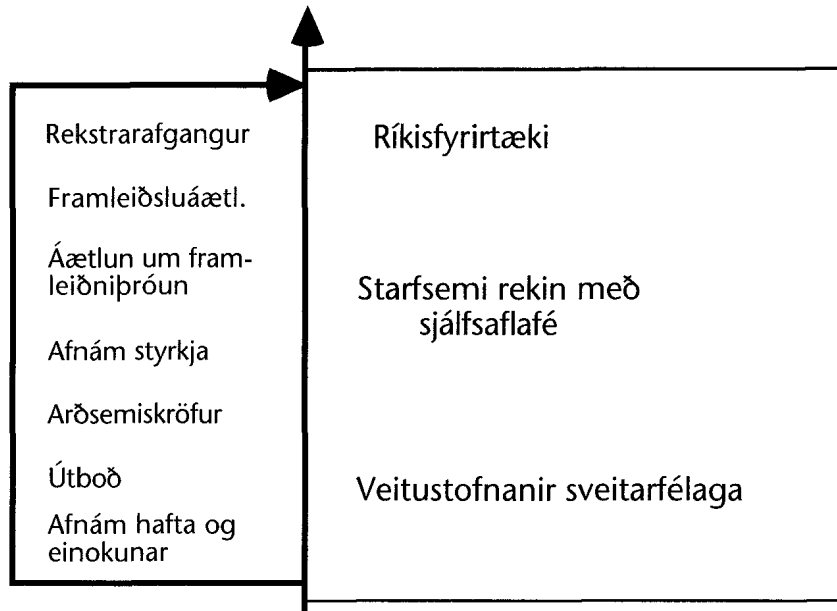 Rekstrarafgangur
Framleiðsluáætl.
Áætlun um fram-
leiðniþróun
Afnám styrkja
Arðsemiskröfur
Útboð
Afnám hafta og
einokunar
Ríkisfyrirtæki
Starfsemi rekin með
sjálfsaflafé
Veitustofnanir sveitarfélaga